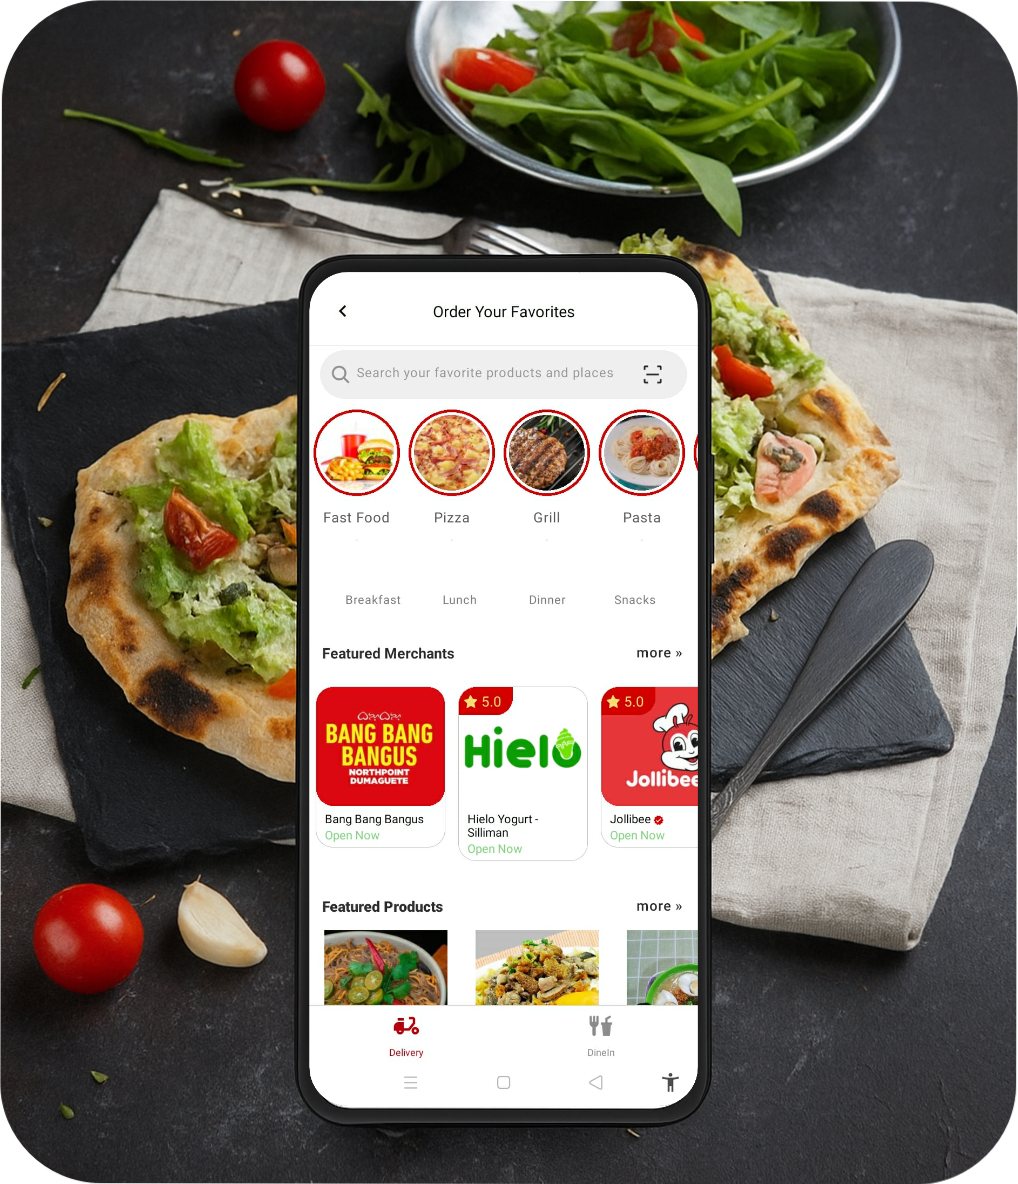 Order Your Favorites
Search your favorite products and places
Fast Food
Pizza
Grill
Pasta
Breakfast
Lunch
Dinner
Snacks
Featured Merchants
more »
5.0
5.0
BANG BANG
BANGUS
NORTHPOINT
DUMAGUETE
Hielo
Jollibee
Bang Bang Bangus
Open Now
Hielo Yogurt -
Silliman
Open Now
Jollibee
Open Now
Featured Products
more »
Delivery
DineIn